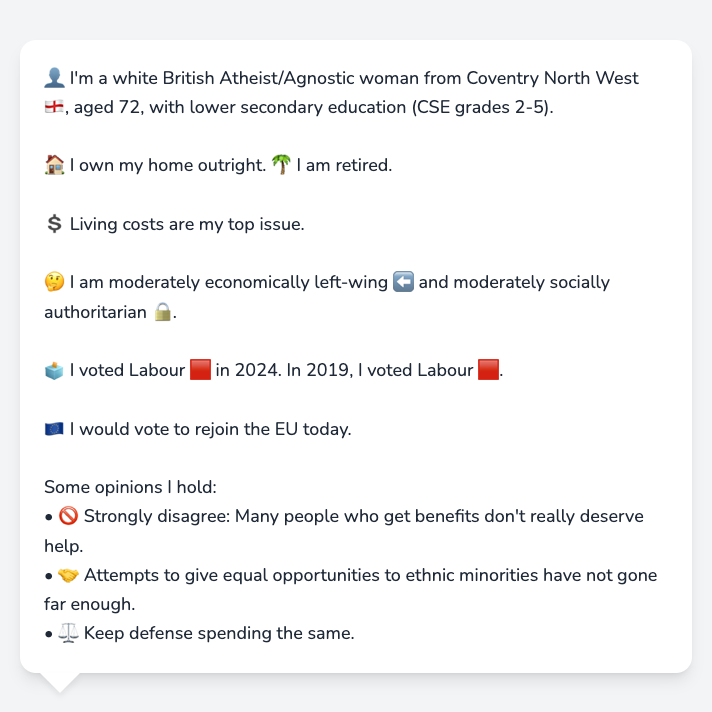 👤 I'm a white British Atheist/Agnostic woman from Coventry North West
🏴󠁧󠁢󠁥󠁮󠁧󠁿, aged 72, with lower secondary education (CSE grades 2-5).
🏠 I own my home outright. 🌴 I am retired.
💲 Living costs are my top issue.
🤔 I am moderately economically left-wing ⬅️ and moderately socially
authoritarian 🔒.
🗳️ I voted Labour 🟥 in 2024. In 2019, I voted Labour 🟥.
🇪🇺 I would vote to rejoin the EU today.
Some opinions I hold:
• 🚫 Strongly disagree: Many people who get benefits don't really deserve
help.
• 🤝 Attempts to give equal opportunities to ethnic minorities have not gone
far enough.
• ⚖️ Keep defense spending the same.